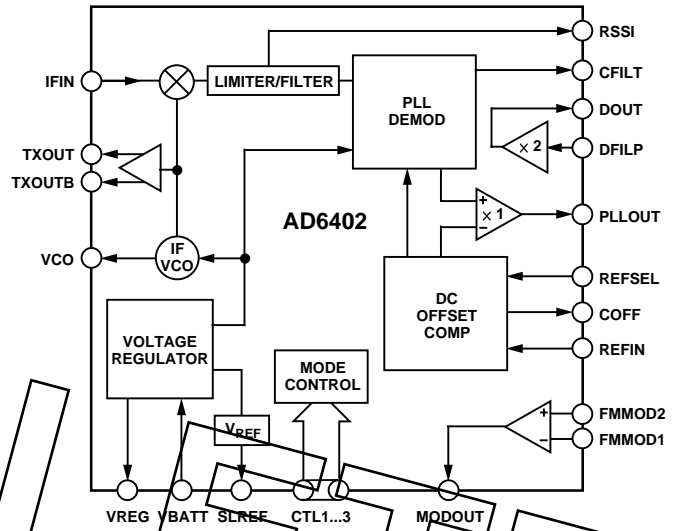 RSSI
IFIN
LIMITER/FILTER
PLL
DEMOD
CFILT
DOUT
× 2
DFILP
TXOUT
TXOUTB
+
× 1
–
PLLOUT
AD6402
VCO
IF
VCO
DC
OFFSET
COMP
REFSEL
COFF
REFIN
VOLTAGE
REGULATOR
MODE
CONTROL
VREF
+
–
FMMOD2
FMMOD1
VREG
VBATT
SLREF
CTL1...3
MODOUT